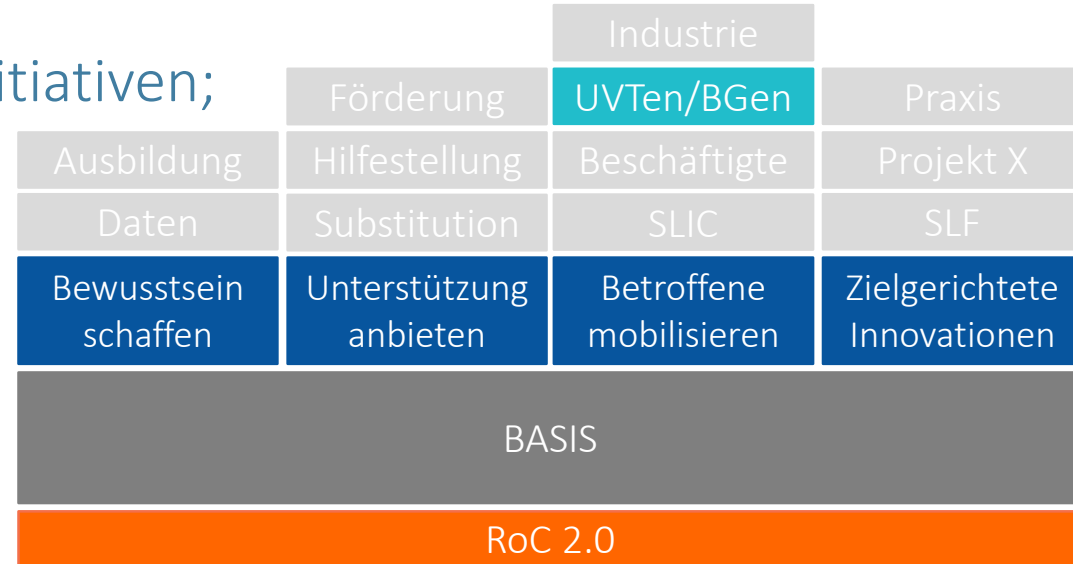 itiativen;
Industrie
Förderung
UVTen/BGen
Praxis
Ausbildung
Hilfestellung
Beschäftigte
Projekt X
Daten
Substitution
SLIC
SLF
Bewusstsein
schaffen
Unterstützung
anbieten
Betroffene
mobilisieren
Zielgerichtete
Innovationen
BASIS
RoC 2.0